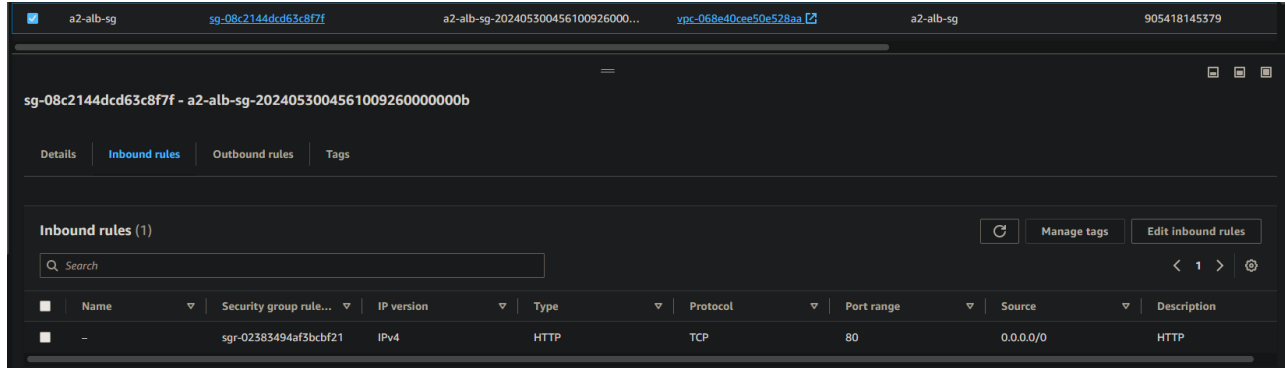 a2-alb-sg sg-08c2144dcd63c8f7f a2-alb-sg-202405300456100926000... vpc-068e40cee50e528aa a2-alb-sg 905418145379
sg-08c2144dcd63c8f7f - a2-alb-sg-20240530045610092600000000b
Details Inbound rules Outbound rules Tags
Inbound rules (1) Manage tags Edit inbound rules
Search 1
Name Security group rule... IP version Type Protocol Port range Source Description
– sgr-02383494af3bcbf21 IPv4 HTTP TCP 80 0.0.0.0/0 HTTP